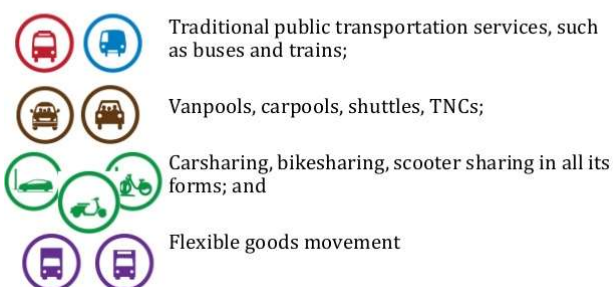 Traditional public transportation services, such
as buses and trains;
Vanpools, carpools, shuttles, TNCs;
Carsharing, bikesharing, scooter sharing in all its
forms; and
Flexible goods movement